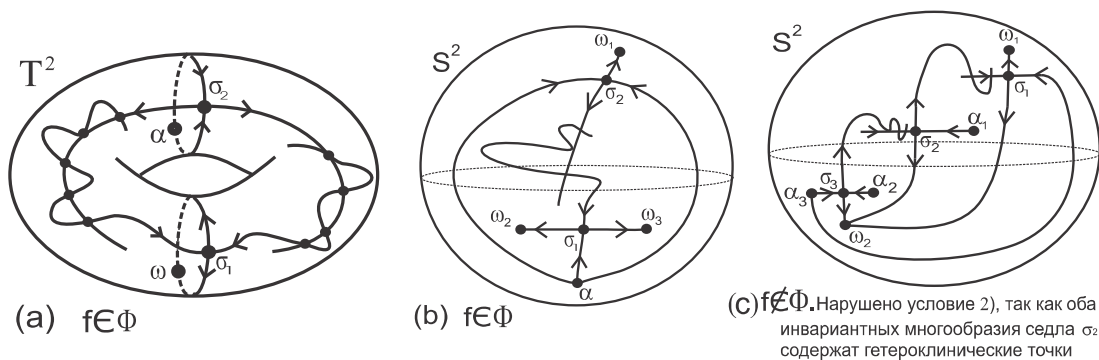 T²
σ₂
α
ω
σ₁
(a) f∈Φ
S²
ω₁
σ₂
ω₂
ω₃
σ₁
α
(b) f∈Φ
S²
ω₁
σ₁
α₁
σ₂
σ₃
α₃
α₂
ω₂
(c) f∉Φ. Нарушено условие 2), так как оба
инвариантных многообразия седла σ₂
содержат гетероклинические точки